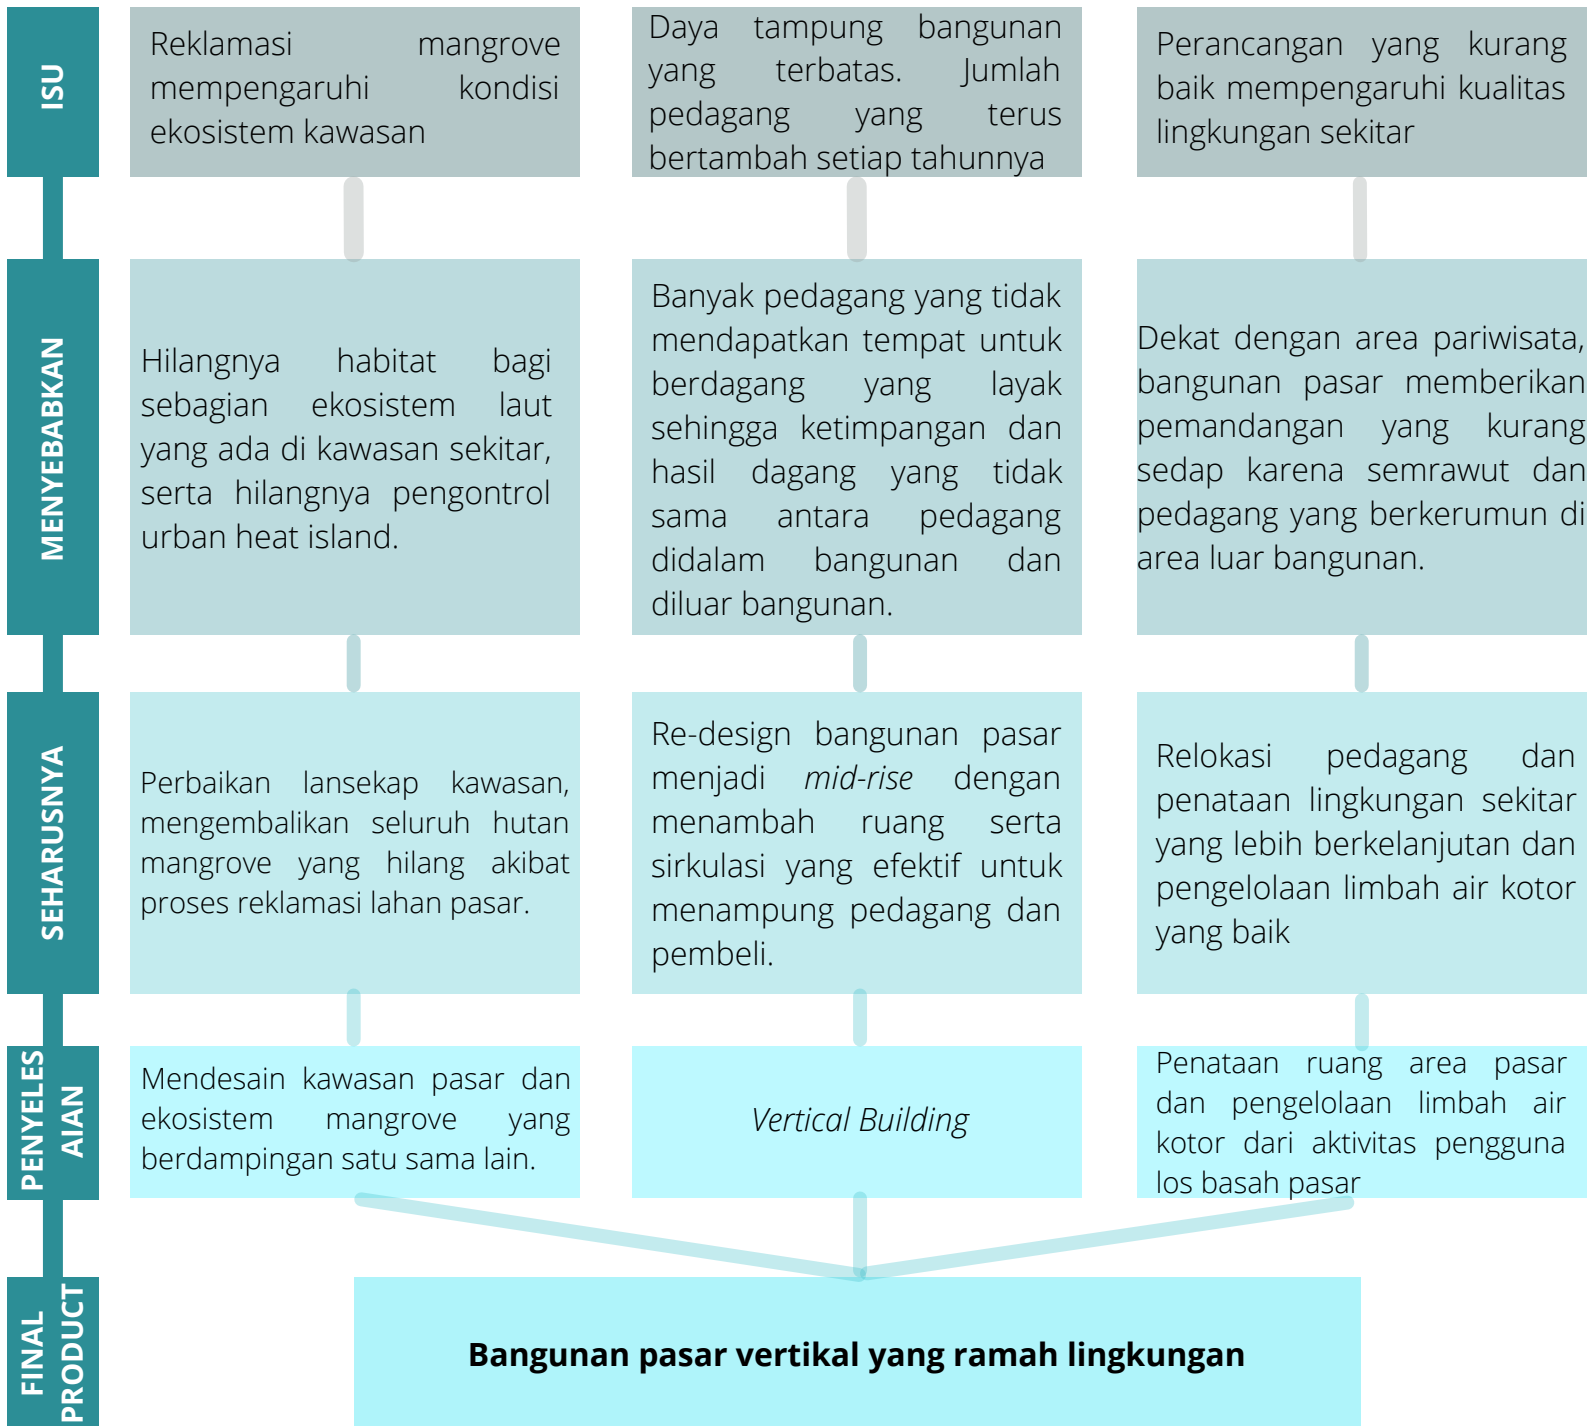 ISU
Reklamasi mangrove
mempengaruhi kondisi
ekosistem kawasan
Daya tampung bangunan
yang terbatas. Jumlah
pedagang yang terus
bertambah setiap tahunnya
Perancangan yang kurang
baik mempengaruhi kualitas
lingkungan sekitar
MENYEBABKAN
Hilangnya habitat bagi
sebagian ekosistem laut
yang ada di kawasan sekitar,
serta hilangnya pengontrol
urban heat island.
Banyak pedagang yang tidak
mendapatkan tempat untuk
berdagang yang layak
sehingga ketimpangan dan
hasil dagang yang tidak
sama antara pedagang
didalam bangunan dan
diluar bangunan.
Dekat dengan area pariwisata,
bangunan pasar memberikan
pemandangan yang kurang
sedap karena semrawut dan
pedagang yang berkerumun di
area luar bangunan.
SEHARUSNYA
Perbaikan lansekap kawasan,
mengembalikan seluruh hutan
mangrove yang hilang akibat
proses reklamasi lahan pasar.
Re-design bangunan pasar
menjadi mid-rise dengan
menambah ruang serta
sirkulasi yang efektif untuk
menampung pedagang dan
pembeli.
Relokasi pedagang dan
penataan lingkungan sekitar
yang lebih berkelanjutan dan
pengelolaan limbah air kotor
yang baik
PENYELES
AIAN
Mendesain kawasan pasar dan
ekosistem mangrove yang
berdampingan satu sama lain.
Vertical Building
Penataan ruang area pasar
dan pengelolaan limbah air
kotor dari aktivitas pengguna
los basah pasar
FINAL
PRODUCT
Bangunan pasar vertikal yang ramah lingkungan